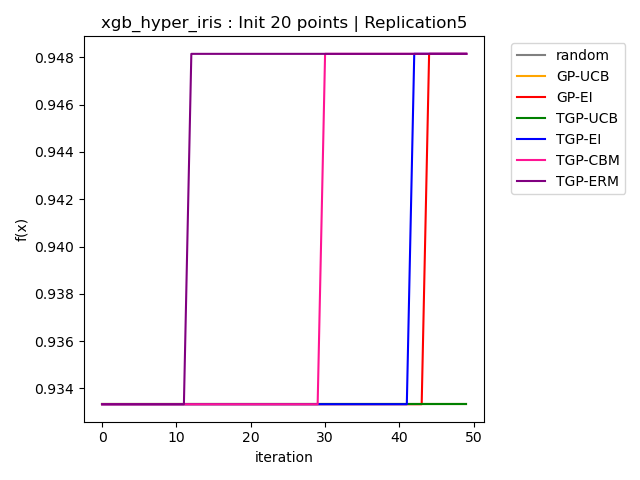 xgb_hyper_iris : Init 20 points | Replication5
f(x)
0.948
0.946
0.944
0.942
0.940
0.938
0.936
0.934
0
10
20
30
40
50
iteration
random
GP-UCB
GP-EI
TGP-UCB
TGP-EI
TGP-CBM
TGP-ERM